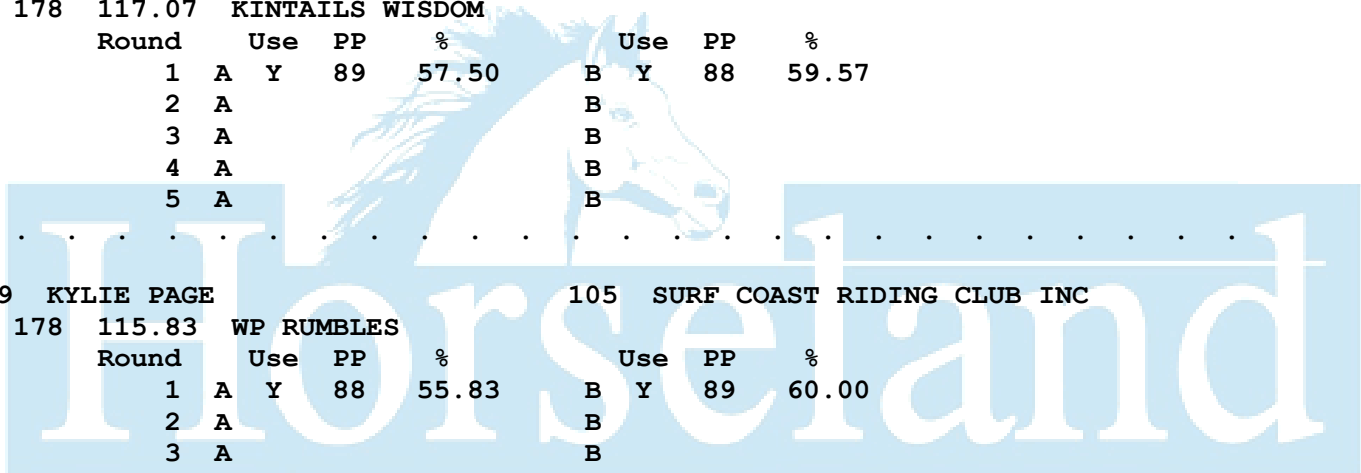 178 117.07 KINTAILS WISDOM
Round Use PP % Use PP %
1 A Y 89 57.50 B Y 88 59.57
2 A B
3 A B
4 A B
5 A B
. . . . . . . . . . . . . . . . . . . . . . . . .
9 KYLIE PAGE 105 SURF COAST RIDING CLUB INC
178 115.83 WP RUMBLES
Round Use PP % Use PP %
1 A Y 88 55.83 B Y 89 60.00
2 A B
3 A B
Horseland